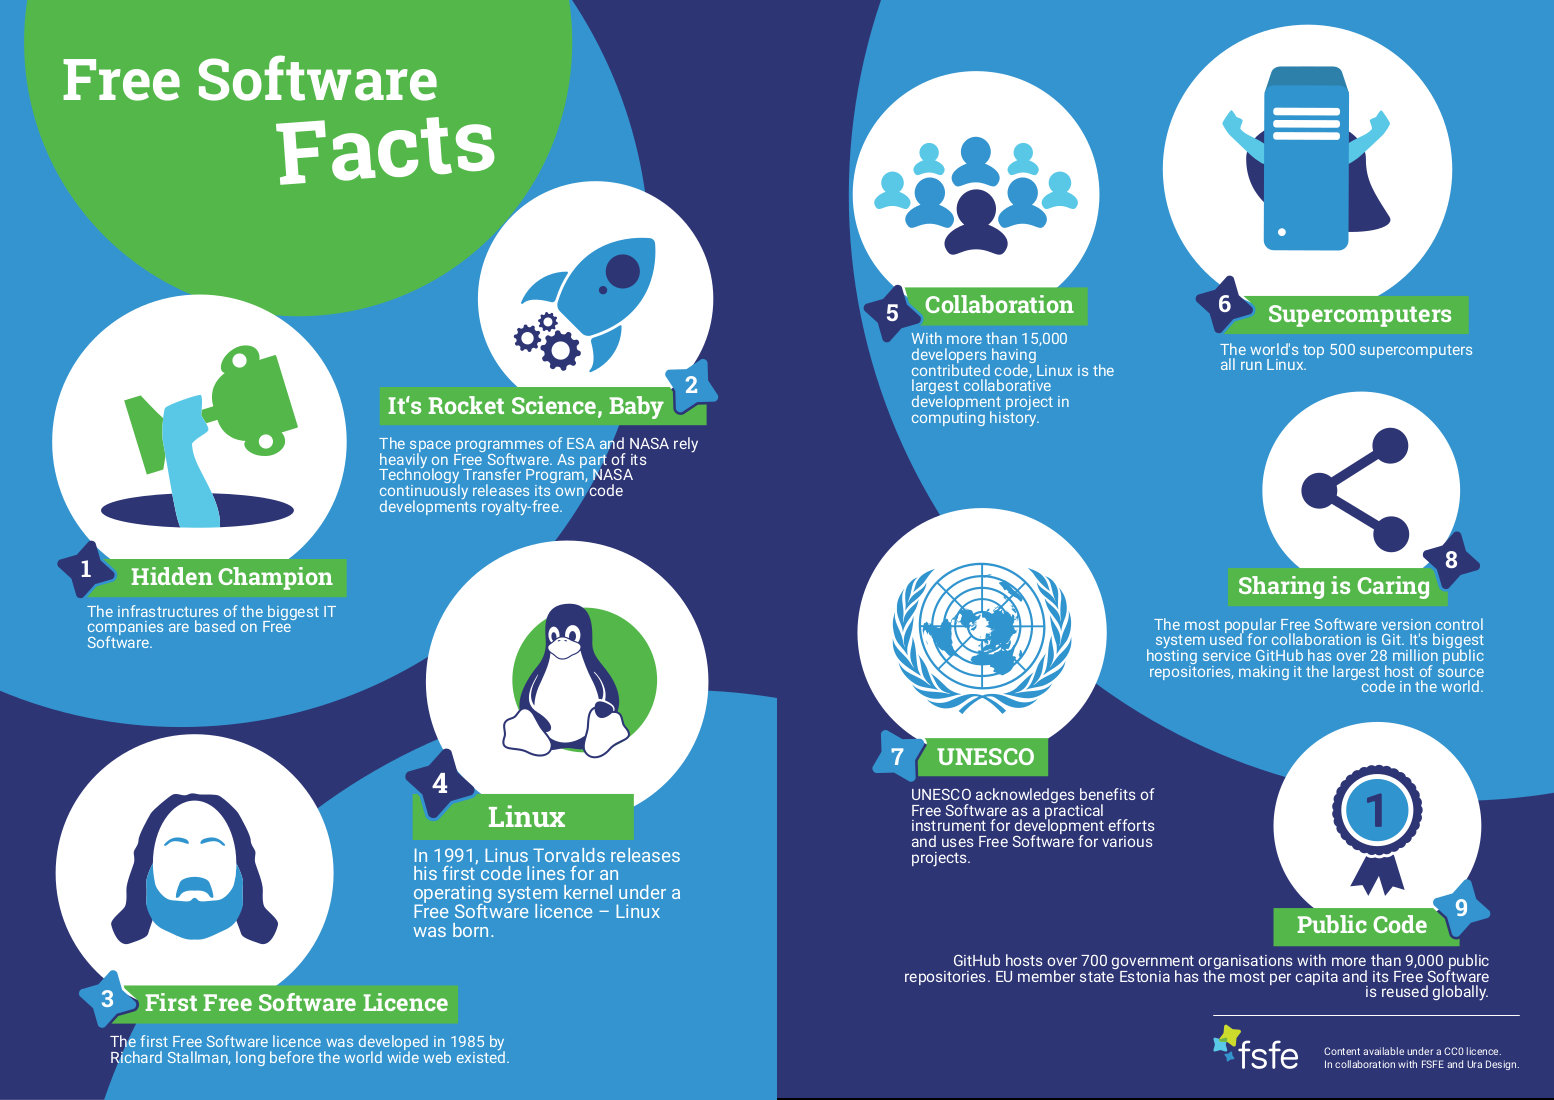 Free Software
Facts
1
Hidden Champion
The infrastructures of the biggest IT
companies are based on Free
Software.
2
It‘s Rocket Science, Baby
The space programmes of ESA and NASA rely
heavily on Free Software. As part of its
Technology Transfer Program, NASA
continuously releases its own code
developments royalty-free.
3
First Free Software Licence
The first Free Software licence was developed in 1985 by
Richard Stallman, long before the world wide web existed.
4
Linux
In 1991, Linus Torvalds releases
his first code lines for an
operating system kernel under a
Free Software licence – Linux
was born.
5
Collaboration
With more than 15,000
developers having
contributed code, Linux is the
largest collaborative
development project in
computing history.
6
Supercomputers
The world's top 500 supercomputers
all run Linux.
7
UNESCO
UNESCO acknowledges benefits of
Free Software as a practical
instrument for development efforts
and uses Free Software for various
projects.
8
Sharing is Caring
The most popular Free Software version control
system used for collaboration is Git. It's biggest
hosting service GitHub has over 28 million public
repositories, making it the largest host of source
code in the world.
1
9
Public Code
GitHub hosts over 700 government organisations with more than 9,000 public
repositories. EU member state Estonia has the most per capita and its Free Software
is reused globally.
fsfe
Content available under a CC0 licence.
In collaboration with FSFE and Ura Design.